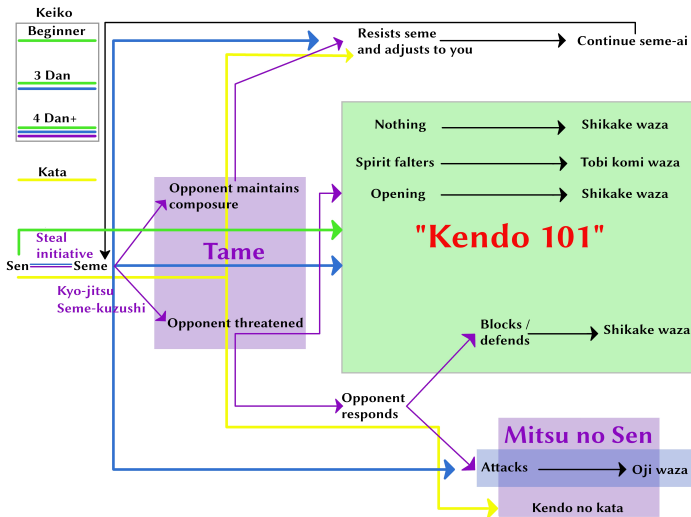 Keiko
Beginner
3 Dan
4 Dan+
Kata
Resists seme
and adjusts to you
Continue seme-ai
Nothing
Shikake waza
Spirit falters
Tobi komi waza
Opening
Shikake waza
"Kendo 101"
Opponent maintains
composure
Tame
Steal
initiative
Sen
Seme
Kyo-jitsu
Seme-kuzushi
Opponent threatened
Blocks /
defends
Shikake waza
Opponent
responds
Mitsu no Sen
Attacks
Oji waza
Kendo no kata